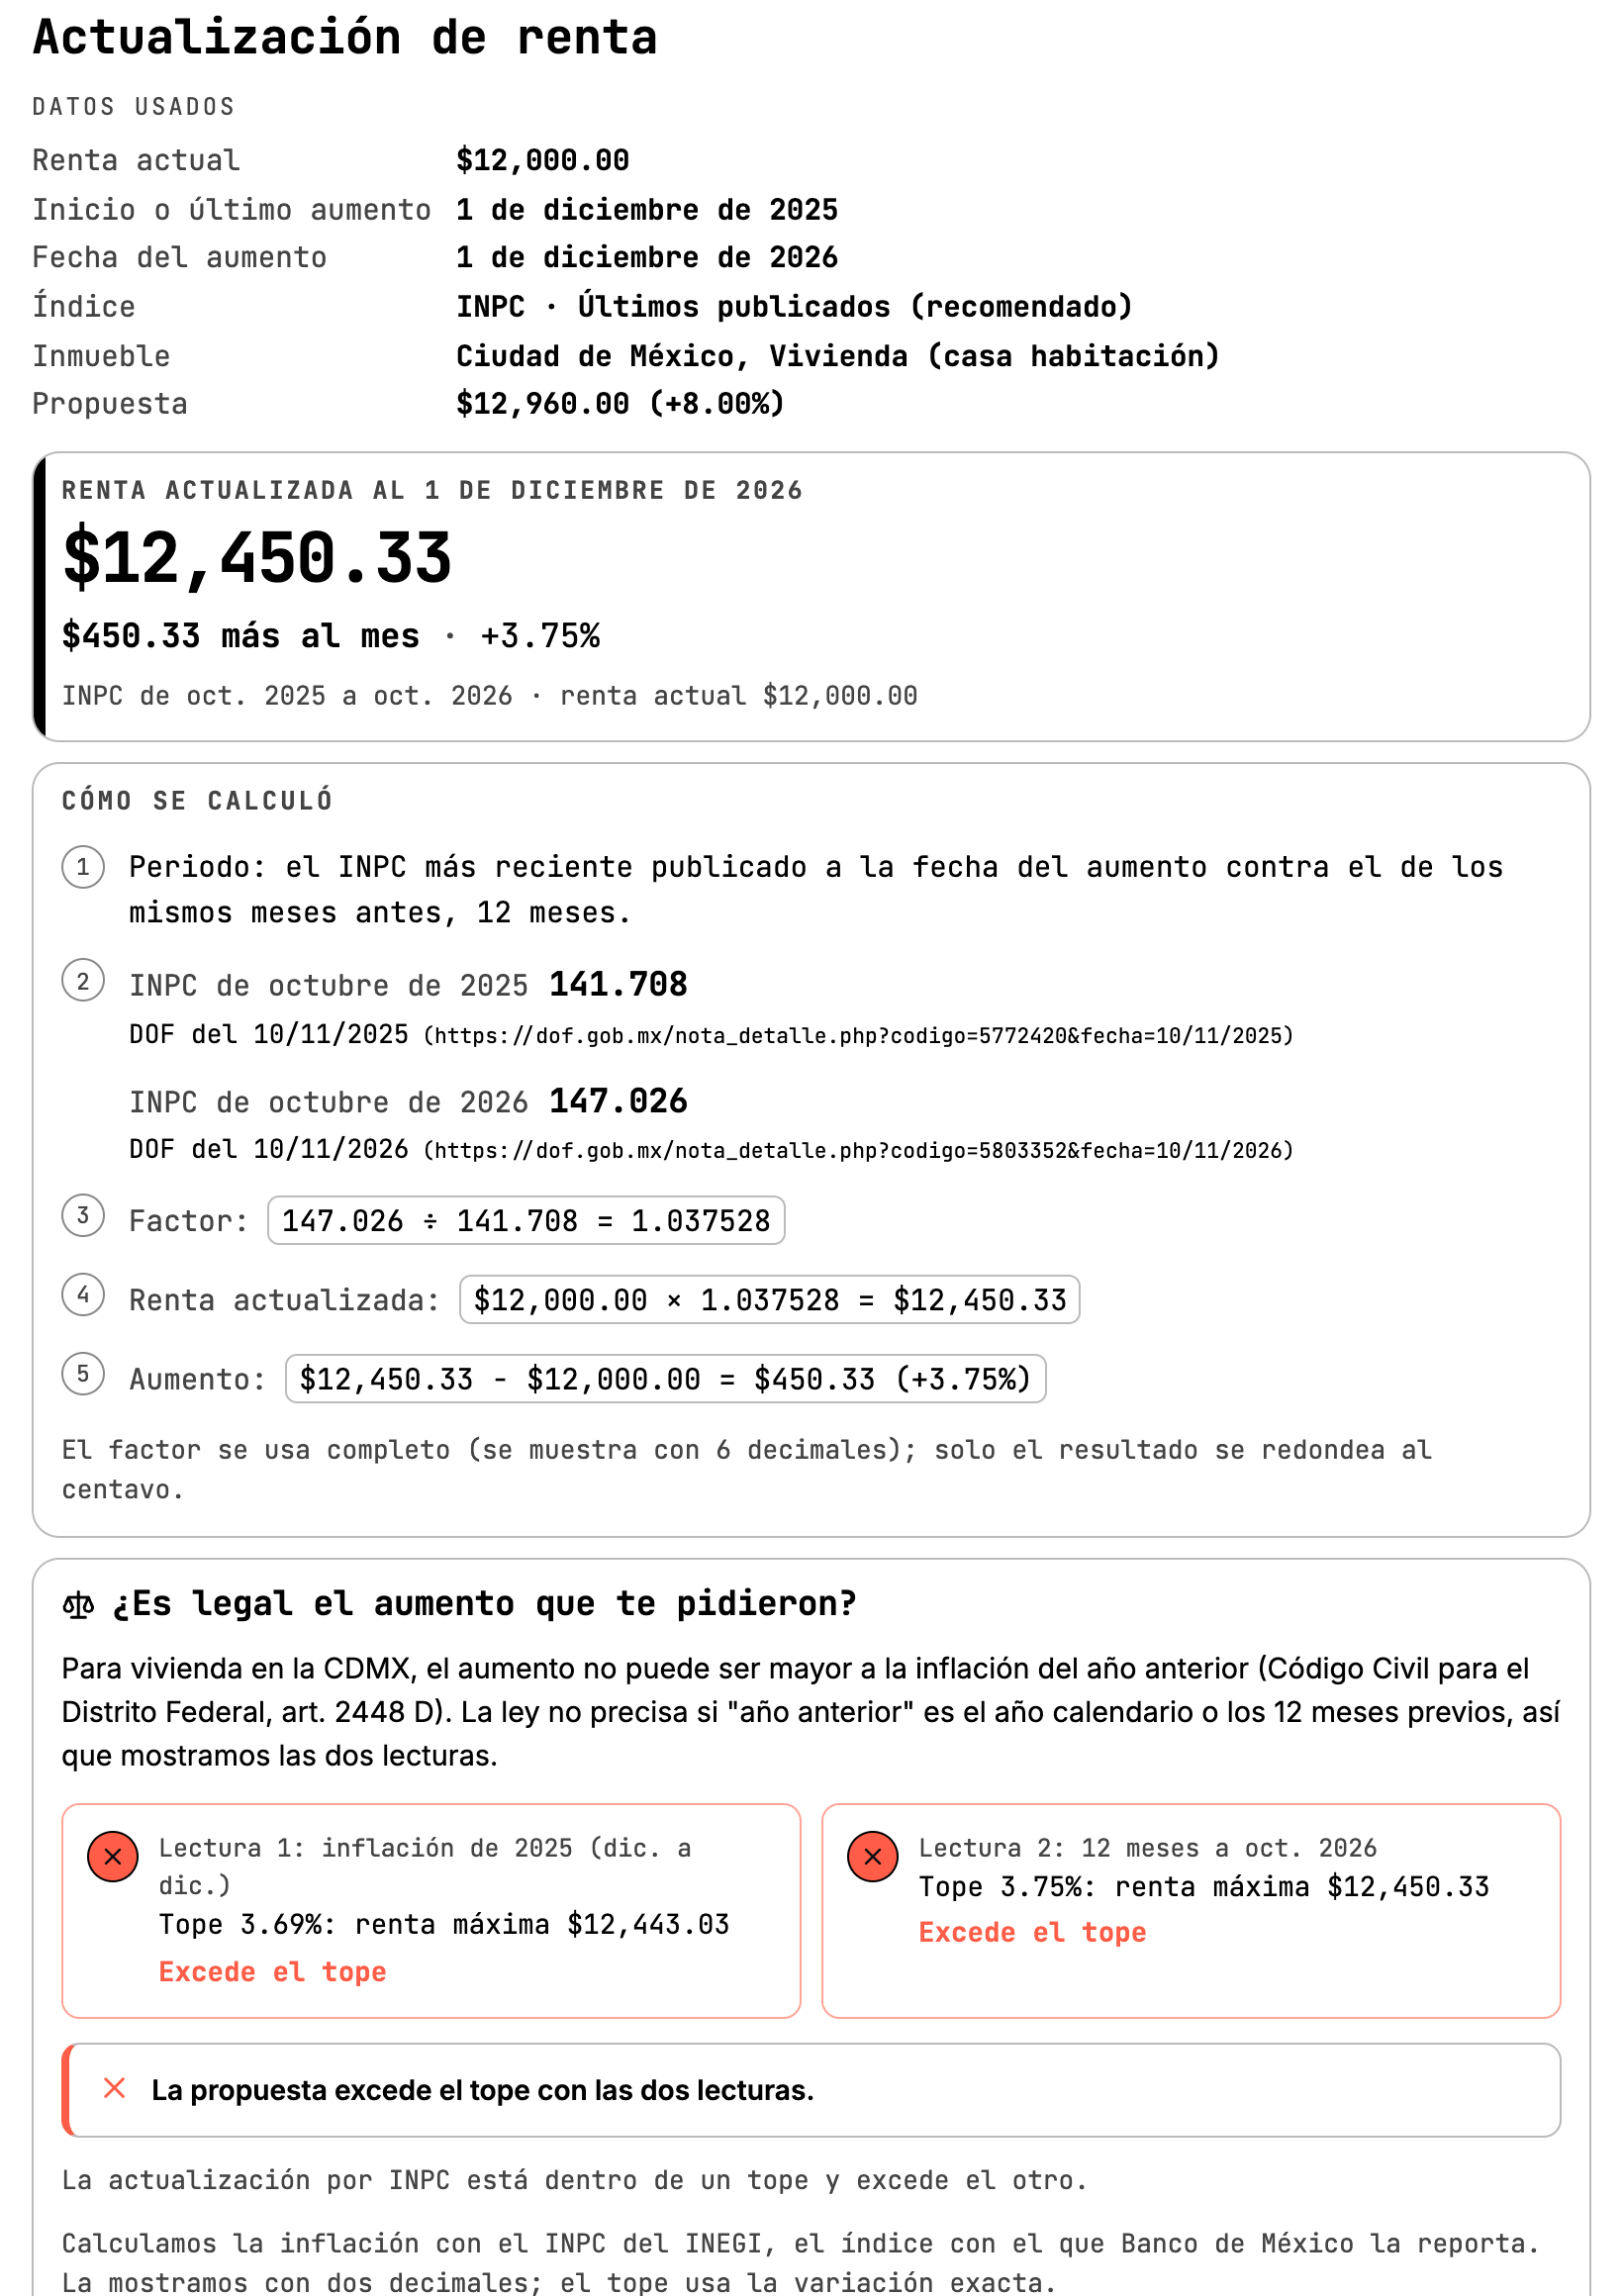 Actualización de renta
DATOS USADOS
Renta actual $12,000.00
Inicio o último aumento 1 de diciembre de 2025
Fecha del aumento 1 de diciembre de 2026
Índice INPC · Últimos publicados (recomendado)
Inmueble Ciudad de México, Vivienda (casa habitación)
Propuesta $12,960.00 (+8.00%)
RENTA ACTUALIZADA AL 1 DE DICIEMBRE DE 2026
$12,450.33
$450.33 más al mes · +3.75%
INPC de oct. 2025 a oct. 2026 · renta actual $12,000.00
CÓMO SE CALCULÓ
1 Periodo: el INPC más reciente publicado a la fecha del aumento contra el de los
mismos meses antes, 12 meses.
2 INPC de octubre de 2025 141.708
DOF del 10/11/2025 (https://dof.gob.mx/nota_detalle.php?codigo=5772420&fecha=10/11/2025)
INPC de octubre de 2026 147.026
DOF del 10/11/2026 (https://dof.gob.mx/nota_detalle.php?codigo=5803352&fecha=10/11/2026)
3 Factor: 147.026 ÷ 141.708 = 1.037528
4 Renta actualizada: $12,000.00 × 1.037528 = $12,450.33
5 Aumento: $12,450.33 - $12,000.00 = $450.33 (+3.75%)
El factor se usa completo (se muestra con 6 decimales); solo el resultado se redondea al
centavo.
¿Es legal el aumento que te pidieron?
Para vivienda en la CDMX, el aumento no puede ser mayor a la inflación del año anterior (Código Civil para el
Distrito Federal, art. 2448 D). La ley no precisa si "año anterior" es el año calendario o los 12 meses previos, así
que mostramos las dos lecturas.
Lectura 1: inflación de 2025 (dic. a
dic.)
Tope 3.69%: renta máxima $12,443.03
Excede el tope
Lectura 2: 12 meses a oct. 2026
Tope 3.75%: renta máxima $12,450.33
Excede el tope
La propuesta excede el tope con las dos lecturas.
La actualización por INPC está dentro de un tope y excede el otro.
Calculamos la inflación con el INPC del INEGI, el índice con el que Banco de México la reporta.
La mostramos con dos decimales; el tope usa la variación exacta.